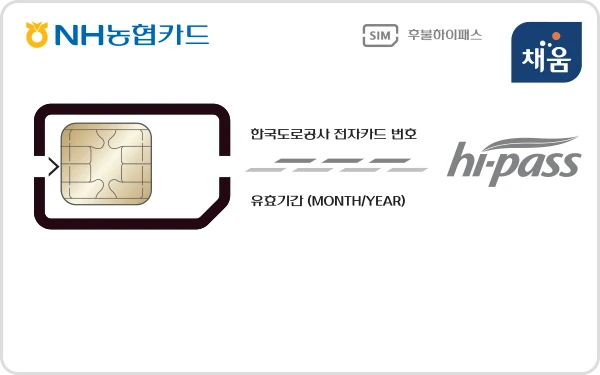 NH농협카드
SIM 후불하이패스
채움
한국도로공사 전자카드 번호
hi-pass
유효기간 (MONTH/YEAR)